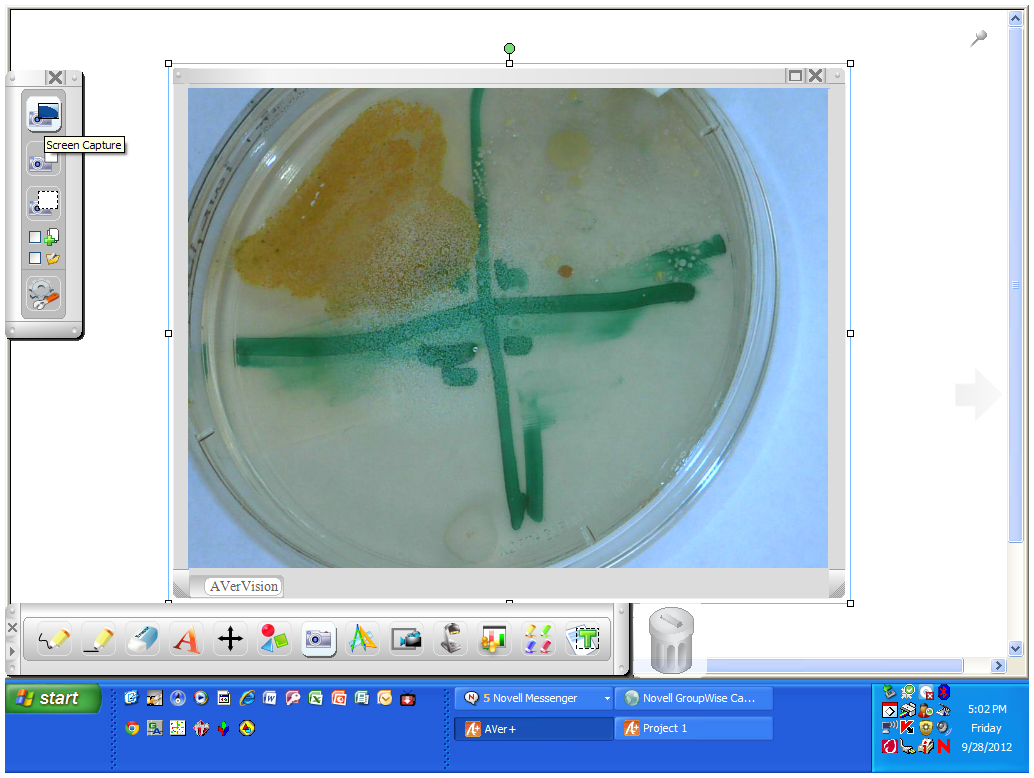 Screen Capture
AVerVision
start
5 Novell Messenger
Novell GroupWise Ca...
AVer+
Project 1
5:02 PM
Friday
9/28/2012